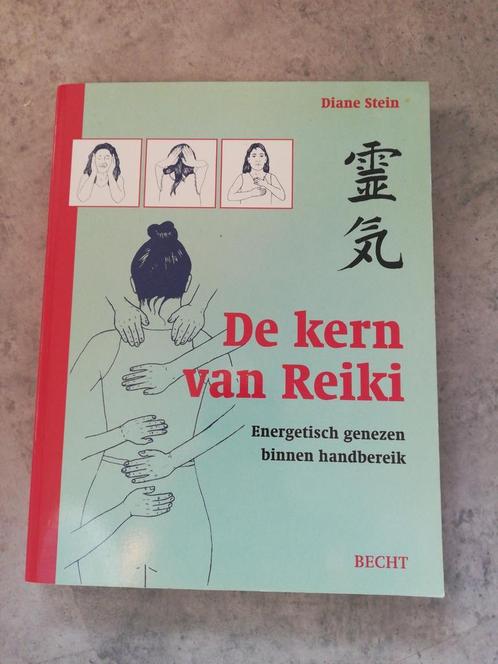 Diane Stein
霊
気
De kern
van Reiki
Energetisch genezen
binnen handbereik
BECHT